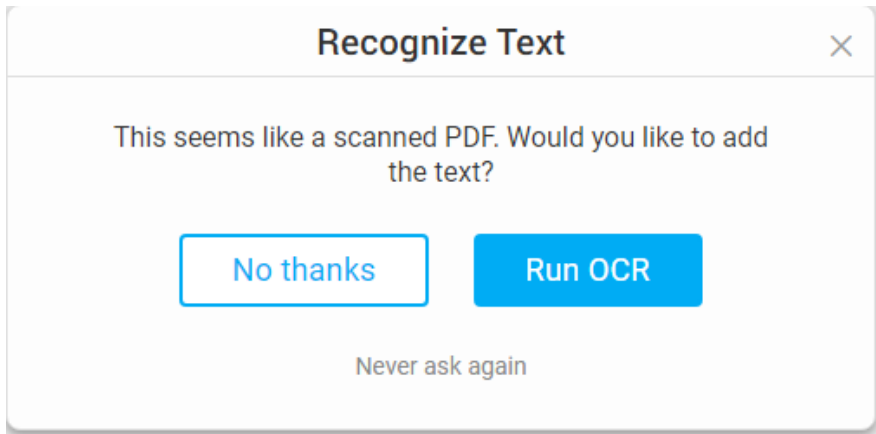 Recognize Text
This seems like a scanned PDF. Would you like to add
the text?
No thanks
Run OCR
Never ask again